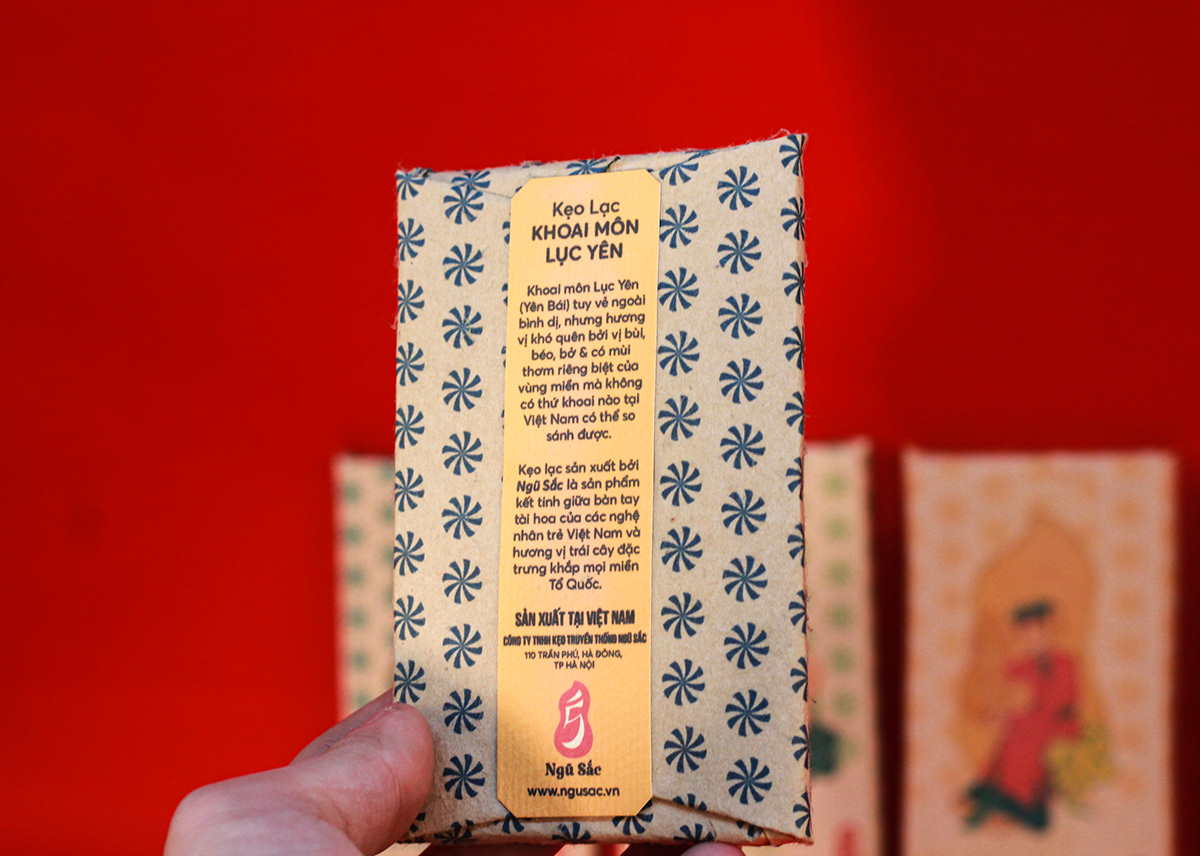 Kẹo Lạc
KHOAI MÔN
LỤC YÊN
Khoai môn Lục Yên
(Yên Bái) tuy vẻ ngoài
bình dị, nhưng hương
vị khó quên bởi vị bùi,
béo, bở & có mùi
thơm riêng biệt của
vùng miền mà không
có thứ khoai nào tại
Việt Nam có thể so
sánh được.
Kẹo lạc sản xuất bởi
Ngũ Sắc là sản phẩm
kết tinh giữa bàn tay
tài hoa của các nghệ
nhân trẻ Việt Nam và
hương vị trái cây đặc
trưng khắp mọi miền
Tổ Quốc.
SẢN XUẤT TẠI VIỆT NAM
CÔNG TY TNHH KẸO TRUYỀN THỐNG NGŨ SẮC
110 TRẦN PHÚ, HÀ ĐÔNG,
TP HÀ NỘI
5
Ngũ Sắc
www.ngusac.vn